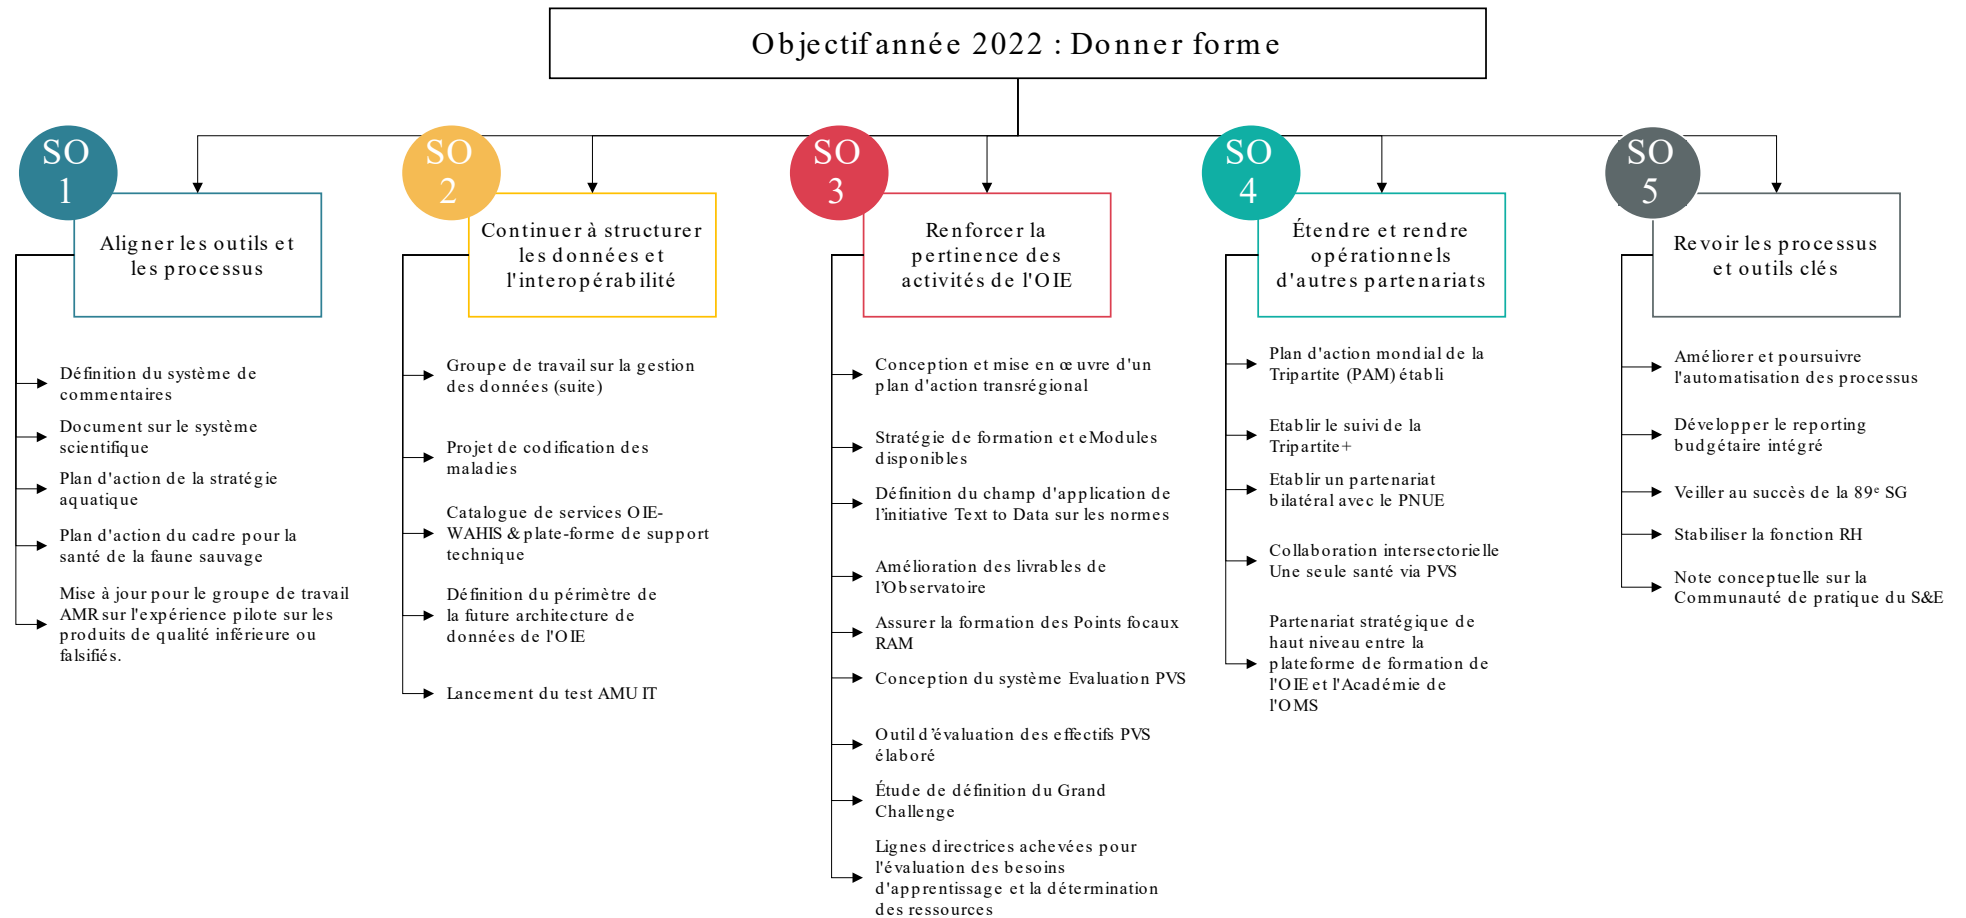 Objectif année 2022 : Donner forme
SO
1
Aligner les outils et
les processus
Définition du système de
commentaires
Document sur le système
scientifique
Plan d'action de la stratégie
aquatique
Plan d'action du cadre pour la
santé de la faune sauvage
Mise à jour pour le groupe de travail
AMR sur l'expérience pilote sur les
produits de qualité inférieure ou
falsifiés.
SO
2
Continuer à structurer
les données et
l'interopérabilité
Groupe de travail sur la gestion
des données (suite)
Projet de codification des
maladies
Catalogue de services OIE-
WAHIS & plate-forme de support
technique
Définition du périmètre de
la future architecture de
données de l'OIE
Lancement du test AMU IT
SO
3
Renforcer la
pertinence des
activités de l'OIE
Conception et mise en œuvre d'un
plan d'action transrégional
Stratégie de formation et eModules
disponibles
Définition du champ d'application de
l’initiative Text to Data sur les normes
Amélioration des livrables de
l’Observatoire
Assurer la formation des Points focaux
RAM
Conception du système Evaluation PVS
Outil d’évaluation des effectifs PVS
élaboré
Étude de définition du Grand
Challenge
Lignes directrices achevées pour
l'évaluation des besoins
d'apprentissage et la détermination
des ressources
SO
4
Étendre et rendre
opérationnels
d'autres partenariats
Plan d'action mondial de la
Tripartite (PAM) établi
Etablir le suivi de la
Tripartite+
Etablir un partenariat
bilatéral avec le PNUE
Collaboration intersectorielle
Une seule santé via PVS
Partenariat stratégique de
haut niveau entre la
plateforme de formation de
l'OIE et l'Académie de
l'OMS
SO
5
Revoir les processus
et outils clés
Améliorer et poursuivre
l'automatisation des processus
Développer le reporting
budgétaire intégré
Veiller au succès de la 89ᵉ SG
Stabiliser la fonction RH
Note conceptuelle sur la
Communauté de pratique du S&E